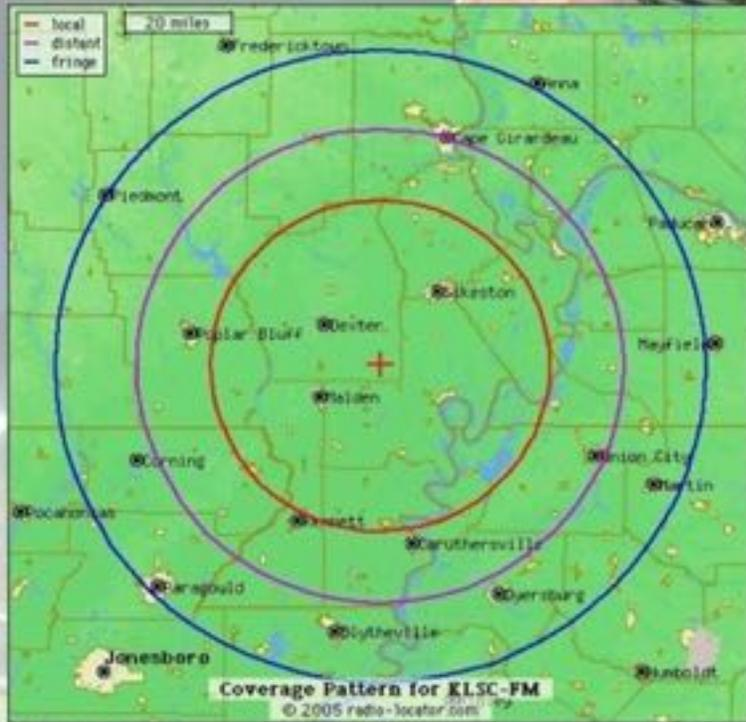 local
distant
fringe
20 miles
Fredericktown
Anna
Cape Girardeau
Piedmont
Paducah
Sikeston
Dexter
Poplar Bluff
Mayfield
Malden
Corning
Union City
Martin
Pocahontas
Kennett
Caruthersville
Paragould
Dyersburg
Blytheville
Jonesboro
Humboldt
Coverage Pattern for KLSC-FM
© 2005 radio-locator.com